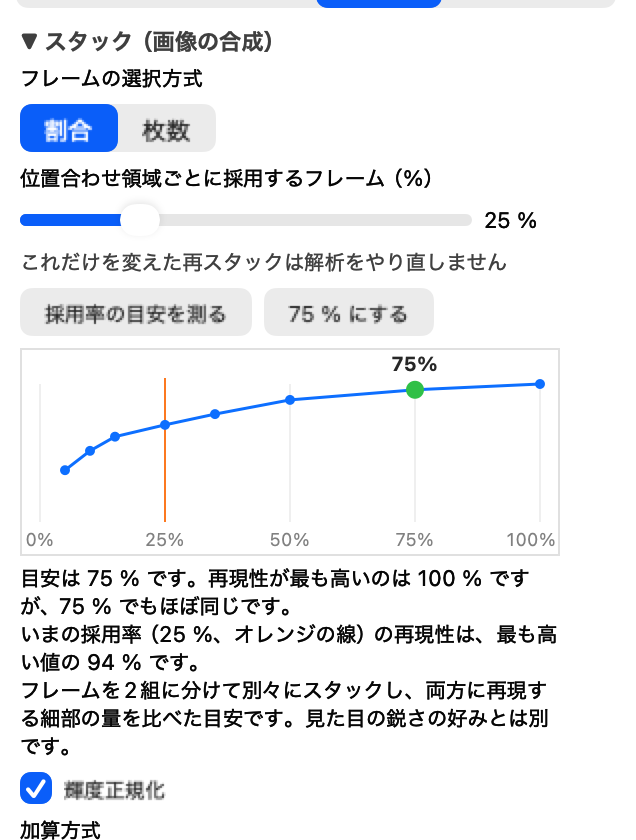 ▼ スタック（画像の合成）
フレームの選択方式
割合 枚数
位置合わせ領域ごとに採用するフレーム（%）
25 %
これだけを変えた再スタックは解析をやり直しません
採用率の目安を測る 75 % にする
75%
0% 25% 50% 75% 100%
目安は 75 % です。再現性が最も高いのは 100 % です
が、75 % でもほぼ同じです。
いまの採用率（25 %、オレンジの線）の再現性は、最も高
い値の 94 % です。
フレームを2組に分けて別々にスタックし、両方に再現す
る細部の量を比べた目安です。見た目の鋭さの好みとは別
です。
輝度正規化
加算方式